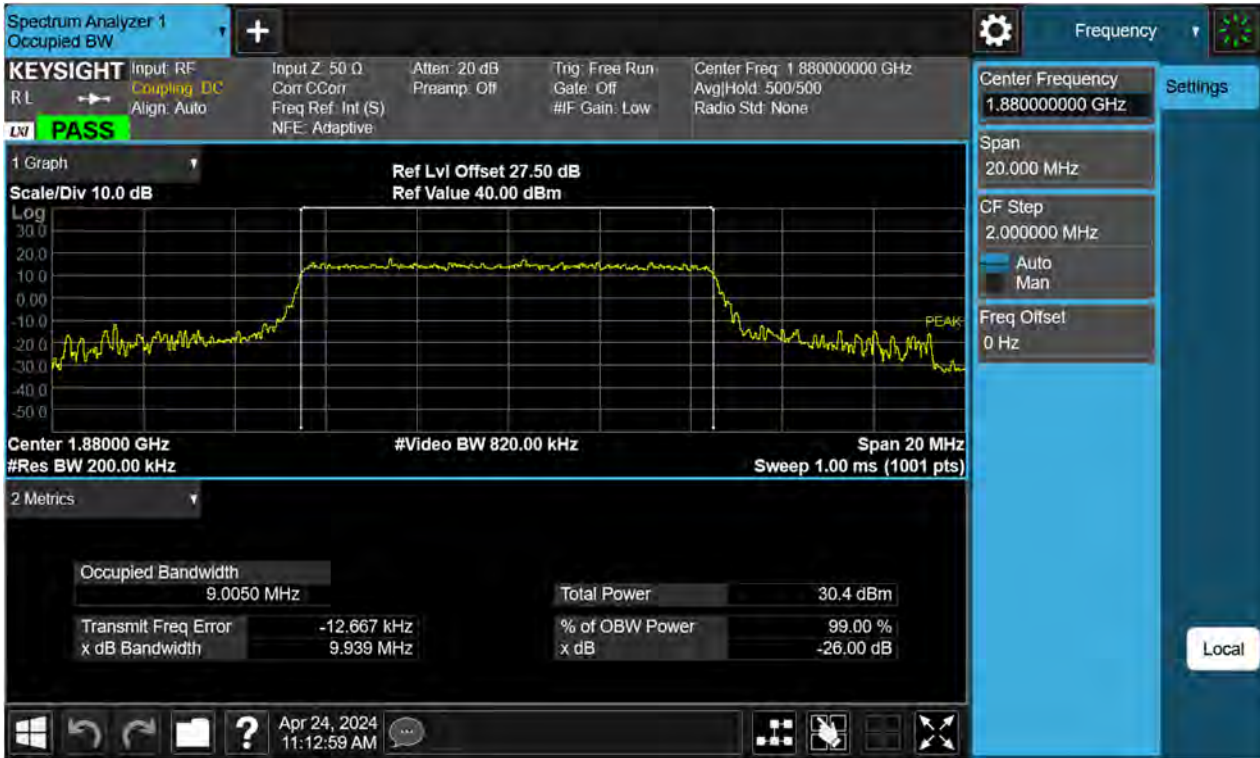 Spectrum Analyzer 1
Occupied BW
+
Frequency
KEYSIGHT
R L
LXI
PASS
Input: RF
Coupling: DC
Align: Auto
Input Z: 50 Ω
Corr CCorr
Freq Ref: Int (S)
NFE: Adaptive
Atten: 20 dB
Preamp: Off
Trig: Free Run
Gate: Off
#IF Gain: Low
Center Freq: 1.880000000 GHz
Avg|Hold: 500/500
Radio Std: None
1 Graph
Scale/Div 10.0 dB
Ref Lvl Offset 27.50 dB
Ref Value 40.00 dBm
Log
30.0
20.0
10.0
0.00
-10.0
-20.0
-30.0
-40.0
-50.0
PEAK
Center 1.88000 GHz
#Video BW 820.00 kHz
Span 20 MHz
#Res BW 200.00 kHz
Sweep 1.00 ms (1001 pts)
2 Metrics
Occupied Bandwidth
9.0050 MHz
Transmit Freq Error -12.667 kHz
x dB Bandwidth 9.939 MHz
Total Power 30.4 dBm
% of OBW Power 99.00 %
x dB -26.00 dB
Center Frequency
1.880000000 GHz
Span
20.000 MHz
CF Step
2.000000 MHz
Auto
Man
Freq Offset
0 Hz
Settings
Local
?
Apr 24, 2024
11:12:59 AM